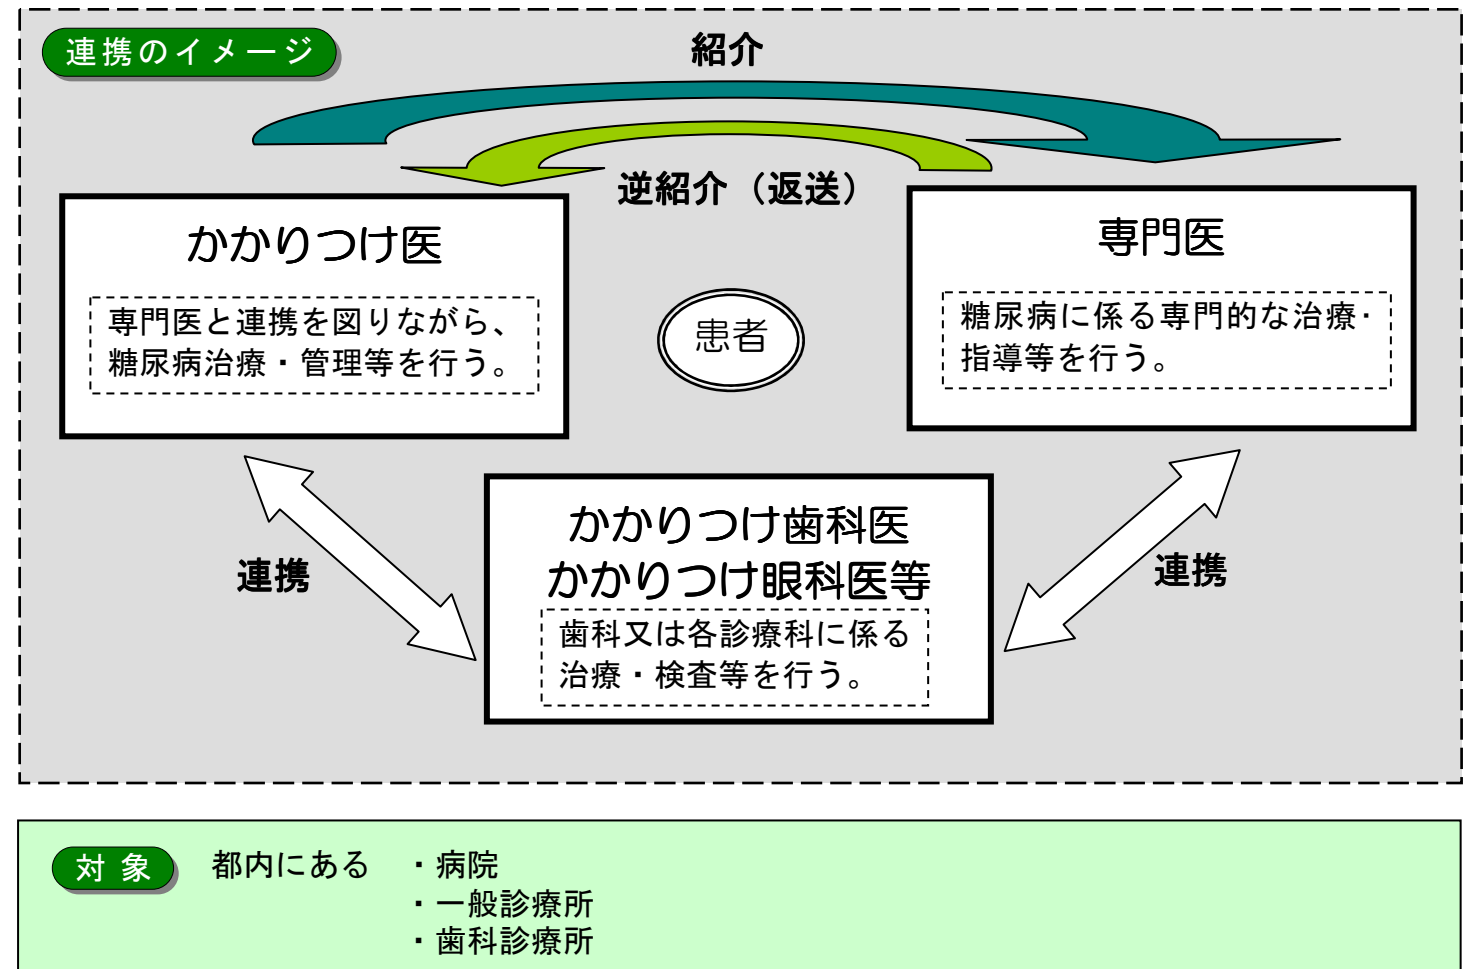 連携のイメージ
紹介
逆紹介（返送）
かかりつけ医
専門医と連携を図りながら、
糖尿病治療・管理等を行う。
患者
専門医
糖尿病に係る専門的な治療・
指導等を行う。
連携
かかりつけ歯科医
かかりつけ眼科医等
歯科又は各診療科に係る
治療・検査等を行う。
連携
対象 都内にある ・病院
・一般診療所
・歯科診療所